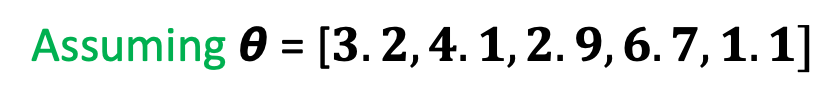 Assuming θ = [3.2, 4.1, 2.9, 6.7, 1.1]